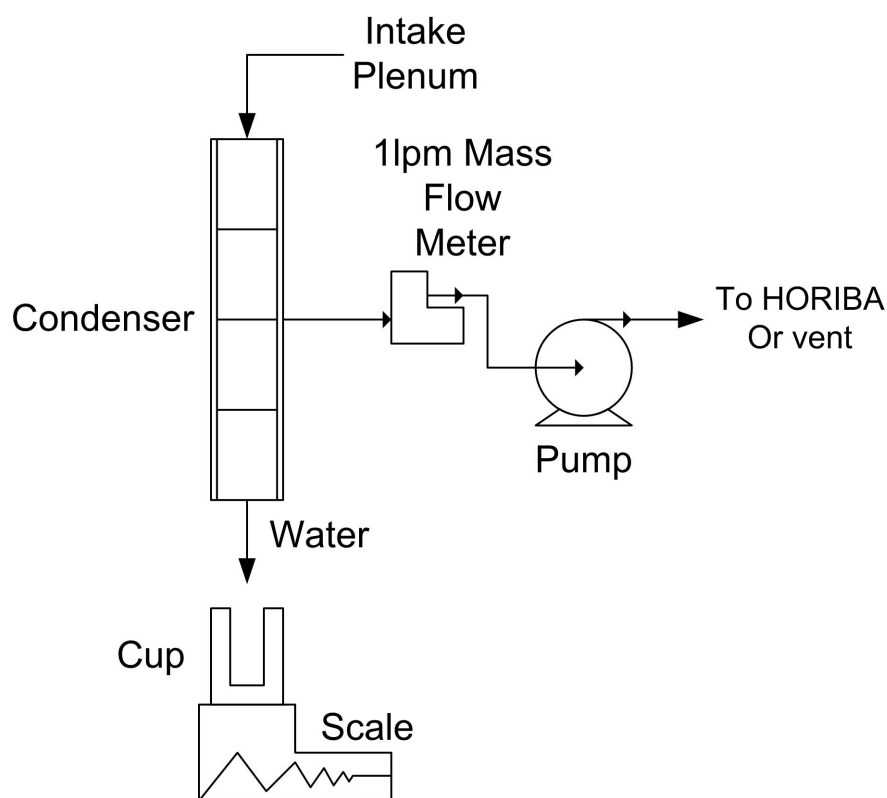 Intake
Plenum
1lpm Mass
Flow
Meter
Condenser
To HORIBA
Or vent
Pump
Water
Cup
Scale